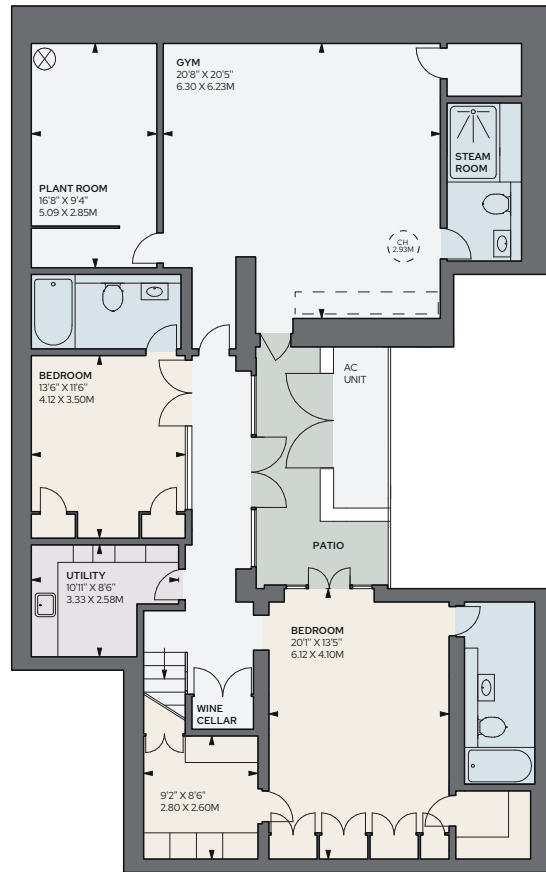 GYM
20'8" X 20'5"
6.30 X 6.23M
STEAM
ROOM
PLANT ROOM
16'8" X 9'4"
5.09 X 2.85M
CH
2.93M
BEDROOM
13'6" X 11'6"
4.12 X 3.50M
AC
UNIT
PATIO
UTILITY
10'11" X 8'6"
3.33 X 2.58M
BEDROOM
20'1" X 13'5"
6.12 X 4.10M
WINE
CELLAR
9'2" X 8'6"
2.80 X 2.60M